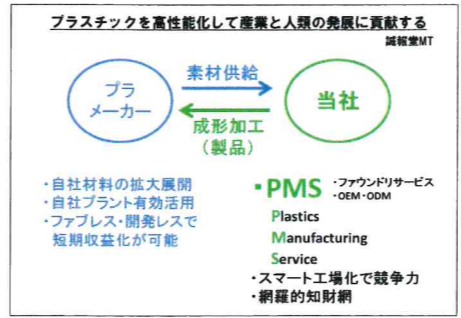 プラスチックを高性能化して産業と人類の発展に貢献する
誠報堂MT
プラ
メーカー
素材供給
成形加工
（製品）
当社
・自社材料の拡大展開
・自社プラント有効活用
・ファブレス・開発レスで
短期収益化が可能
・PMS
・ファウンドリサービス
・OEM・ODM
Plastics
Manufacturing
Service
・スマート工場化で競争力
・網羅的知財網